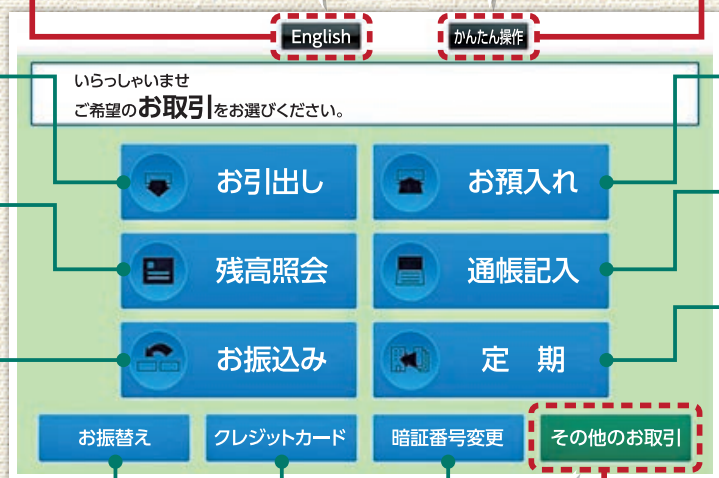 English
かんたん操作
いらっしゃいませ
ご希望のお取引をお選びください。
お引出し
お預入れ
残高照会
通帳記入
お振込み
定　期
お振替え
クレジットカード
暗証番号変更
その他のお取引